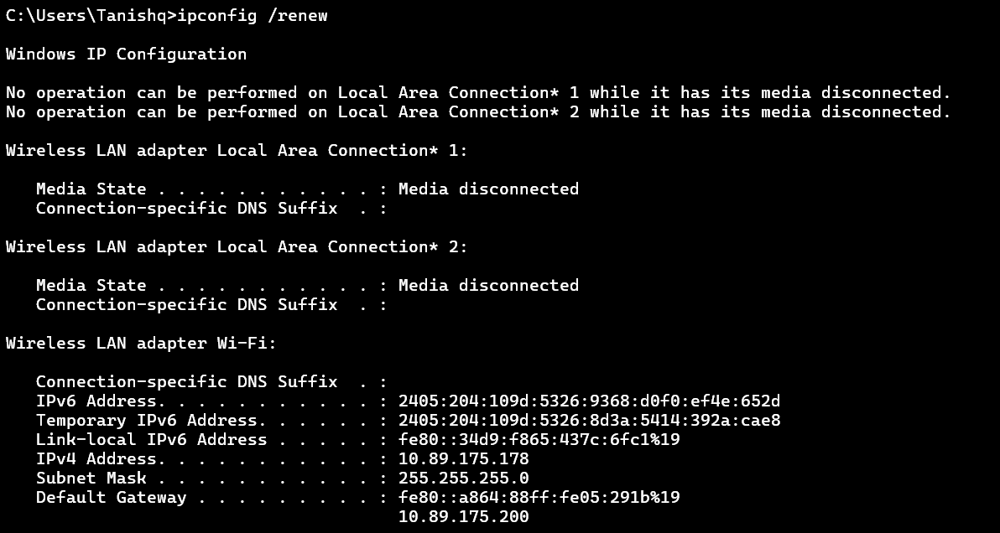 C:\Users\Tanishq>ipconfig /renew
Windows IP Configuration
No operation can be performed on Local Area Connection* 1 while it has its media disconnected.
No operation can be performed on Local Area Connection* 2 while it has its media disconnected.
Wireless LAN adapter Local Area Connection* 1:
   Media State . . . . . . . . . . . : Media disconnected
   Connection-specific DNS Suffix  . :
Wireless LAN adapter Local Area Connection* 2:
   Media State . . . . . . . . . . . : Media disconnected
   Connection-specific DNS Suffix  . :
Wireless LAN adapter Wi-Fi:
   Connection-specific DNS Suffix  . :
   IPv6 Address. . . . . . . . . . . : 2405:204:109d:5326:9368:d0f0:ef4e:652d
   Temporary IPv6 Address. . . . . . : 2405:204:109d:5326:8d3a:5414:392a:cae8
   Link-local IPv6 Address . . . . . : fe80::34d9:f865:437c:6fc1%19
   IPv4 Address. . . . . . . . . . . : 10.89.175.178
   Subnet Mask . . . . . . . . . . . : 255.255.255.0
   Default Gateway . . . . . . . . . : fe80::a864:88ff:fe05:291b%19
                                       10.89.175.200